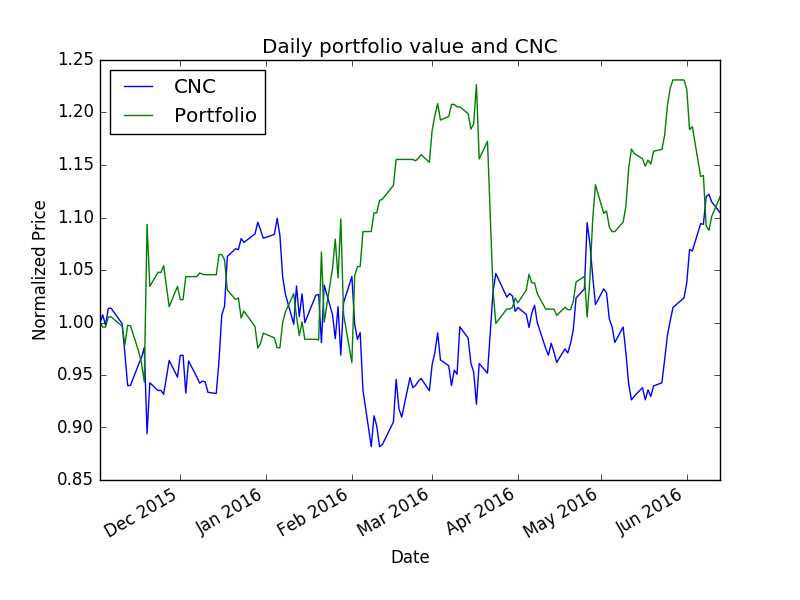 Daily portfolio value and CNC
1.25
1.20
1.15
1.10
1.05
1.00
0.95
0.90
0.85
Normalized Price
CNC
Portfolio
Dec 2015
Jan 2016
Feb 2016
Mar 2016
Apr 2016
May 2016
Jun 2016
Date